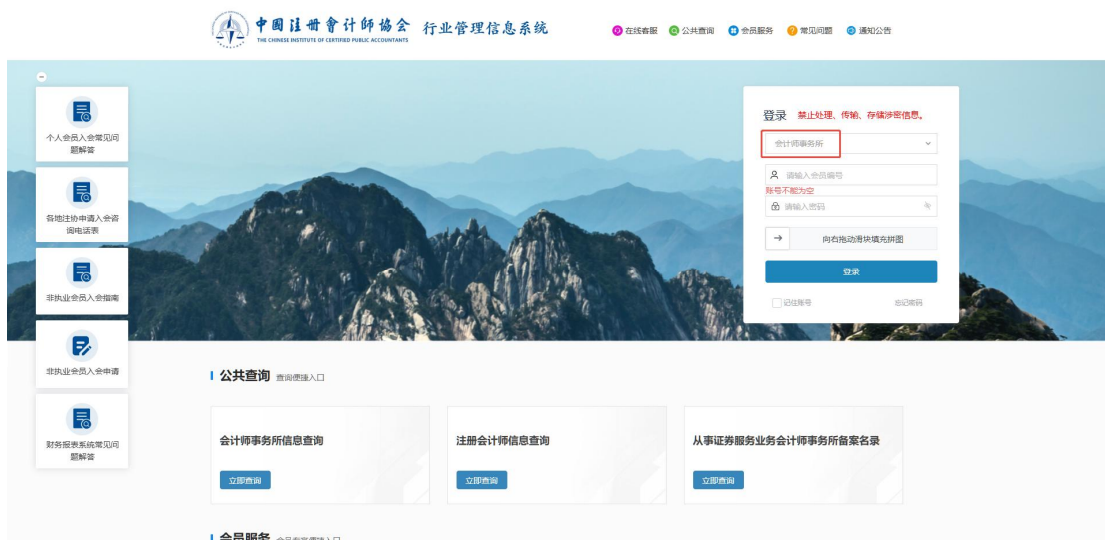 中国注册會计师協会 行业管理信息系统
THE CHINESE INSTITUTE OF CERTIFIED PUBLIC ACCOUNTANTS
在线客服 公共查询 会员服务 常见问题 通知公告
个人会员入会常见问
题解答
各地注协申请入会咨
询电话表
非执业会员入会指南
非执业会员入会申请
财务报表系统常见问
题解答
登录 禁止处理、传输、存储涉密信息。
会计师事务所
请输入会员编号
账号不能为空
请输入密码
向右拖动滑块填充拼图
登录
记住账号 忘记密码
公共查询 查询便捷入口
会计师事务所信息查询
立即查询
注册会计师信息查询
立即查询
从事证券服务业务会计师事务所备案名录
立即查询
会员服务